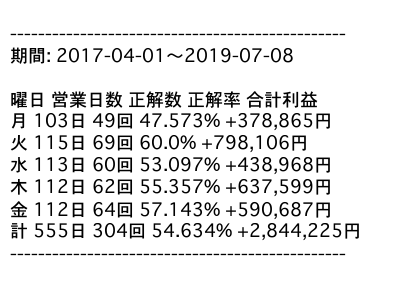 ------------------------------------------------
期間: 2017-04-01〜2019-07-08
曜日 営業日数 正解数 正解率 合計利益
月 103日 49回 47.573% +378,865円
火 115日 69回 60.0% +798,106円
水 113日 60回 53.097% +438,968円
木 112日 62回 55.357% +637,599円
金 112日 64回 57.143% +590,687円
計 555日 304回 54.634% +2,844,225円
------------------------------------------------